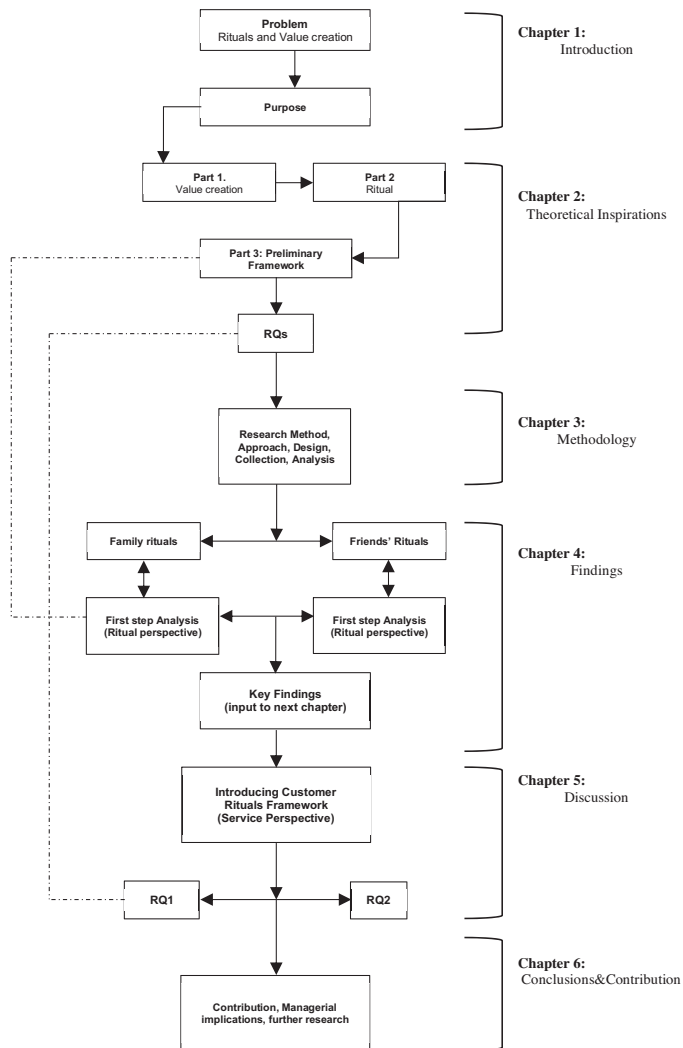 Problem
Rituals and Value creation
Chapter 1:
Introduction
Purpose
Part 1.
Value creation
Part 2
Ritual
Chapter 2:
Theoretical Inspirations
Part 3: Preliminary
Framework
RQs
Research Method,
Approach, Design,
Collection, Analysis
Chapter 3:
Methodology
Family rituals
Friends' Rituals
Chapter 4:
Findings
First step Analysis
(Ritual perspective)
First step Analysis
(Ritual perspective)
Key Findings
(input to next chapter)
Introducing Customer
Rituals Framework
(Service Perspective)
Chapter 5:
Discussion
RQ1
RQ2
Chapter 6:
Conclusions&Contribution
Contribution, Managerial
implications, further research